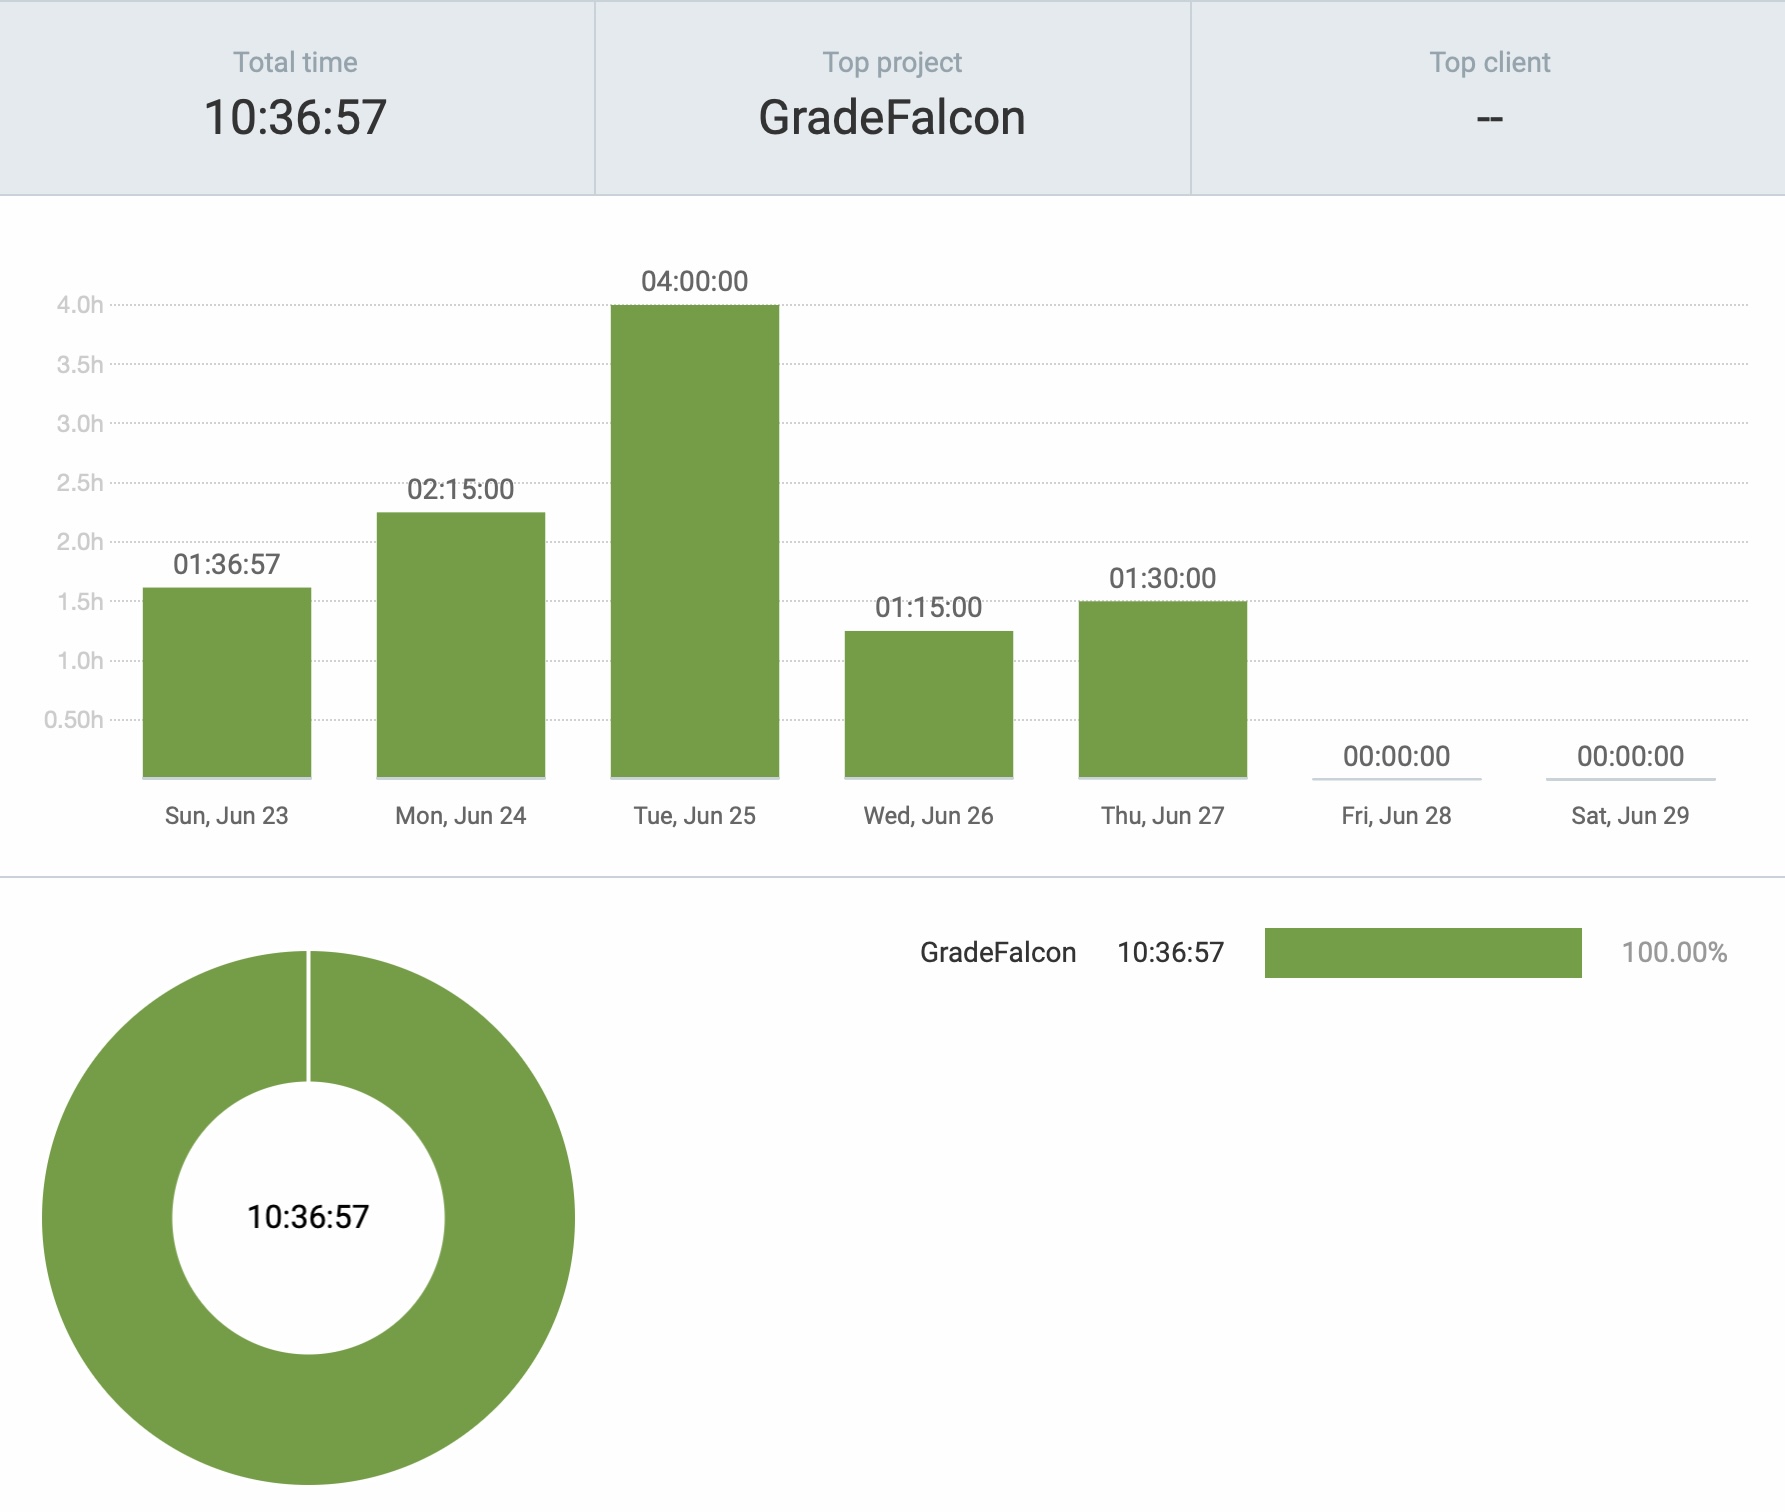 Total time
10:36:57
Top project
GradeFalcon
Top client
--
04:00:00
4.0h
3.5h
3.0h
2.5h
02:15:00
2.0h
01:36:57
01:30:00
1.5h
01:15:00
1.0h
0.50h
00:00:00
00:00:00
Sun, Jun 23
Mon, Jun 24
Tue, Jun 25
Wed, Jun 26
Thu, Jun 27
Fri, Jun 28
Sat, Jun 29
GradeFalcon 10:36:57 100.00%
10:36:57